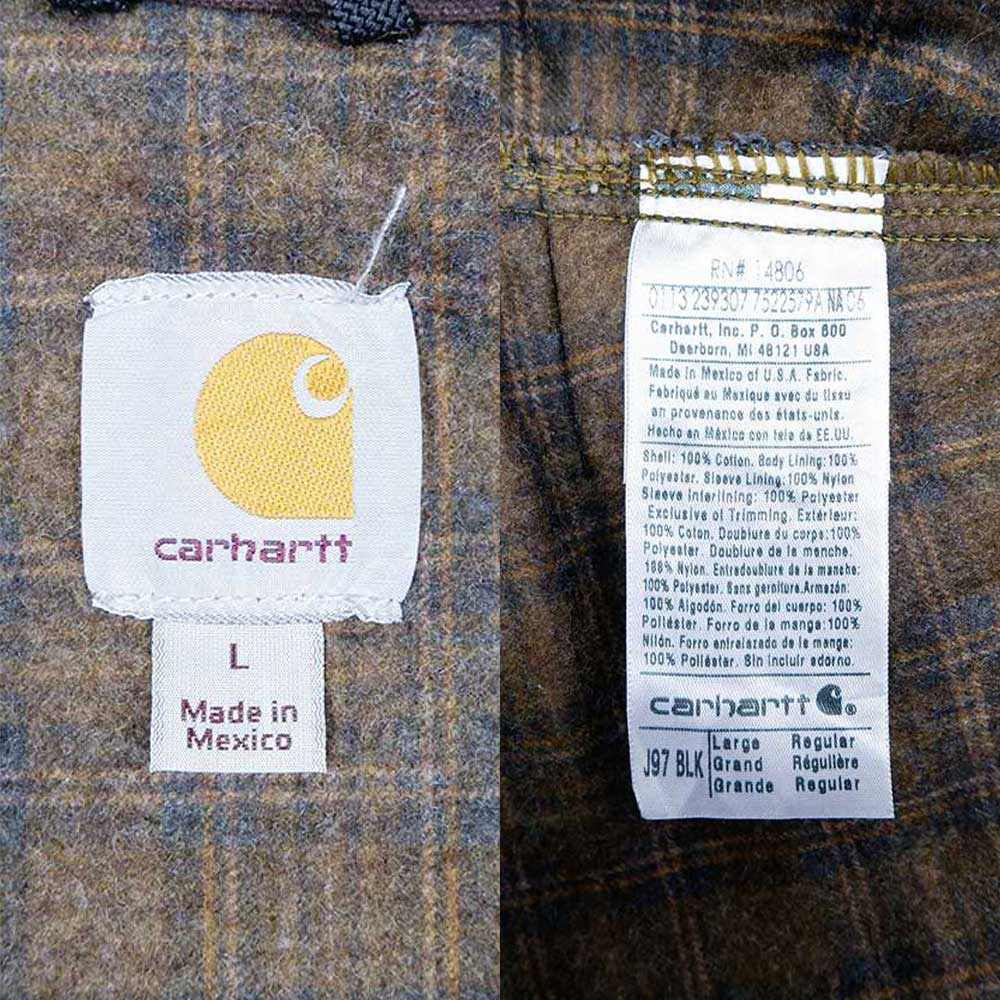 carhartt
L
Made in
Mexico
RN# 14806
0113 239307 7522579A NA 06
Carhartt, Inc. P. O. Box 600
Dearborn, MI 48121 USA
Made in Mexico of U.S.A. Fabric.
Fabriqué au Mexique avec du tissu
en provenance des états-unis.
Hecho en México con tela de EE.UU.
Shell: 100% Cotton. Body Lining: 100%
Polyester. Sleeve Lining: 100% Nylon
Sleeve Interlining: 100% Polyester
Exclusive of Trimming. Extérieur:
100% Coton. Doublure du corps: 100%
Polyester. Doublure de la manche.
100% Nylon. Entredoublure de la manche:
100% Polyester. Sans garniture. Armazón:
100% Algodón. Forro del cuerpo: 100%
Poliéster. Forro de la manga: 100%
Nilón. Forro entrelazado de la manga:
100% Poliéster. Sin incluir adorno.
carhartt ®
J97 BLK
Large Regular
Grand Régulière
Grande Regular